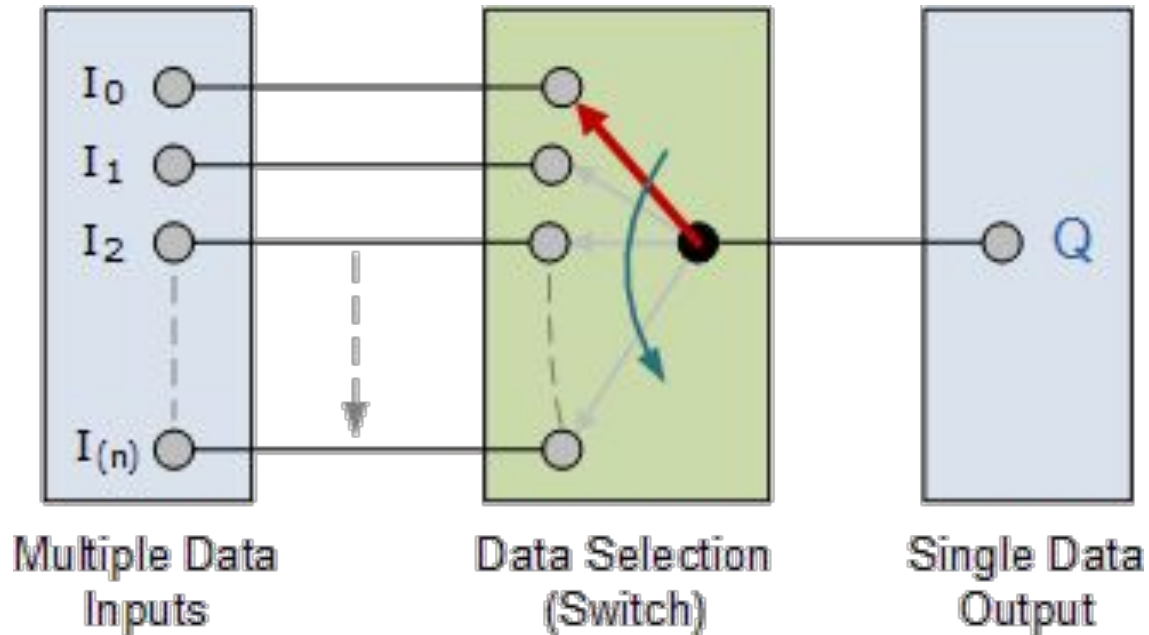 I0
I1
I2
I(n)
Q
Multiple Data
Inputs
Data Selection
(Switch)
Single Data
Output